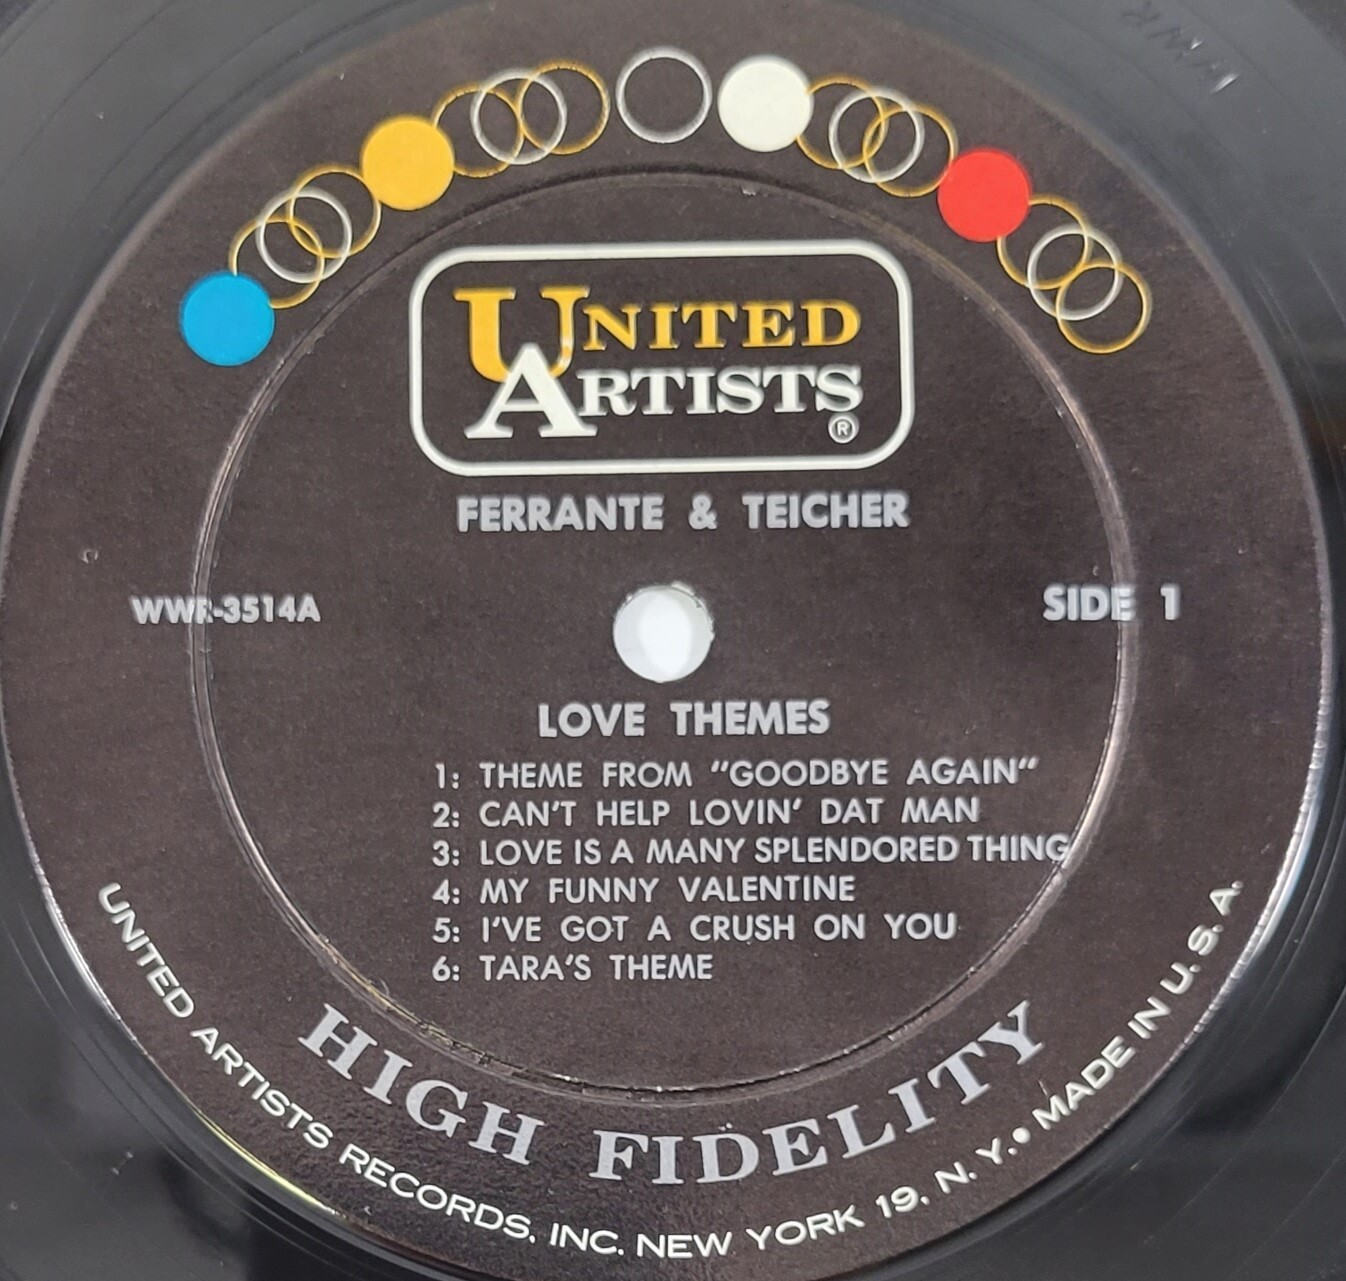 UNITED
ARTISTS
®
FERRANTE & TEICHER
WWR-3514A
SIDE 1
LOVE THEMES
1: THEME FROM "GOODBYE AGAIN"
2: CAN'T HELP LOVIN' DAT MAN
3: LOVE IS A MANY SPLENDORED THING
4: MY FUNNY VALENTINE
5: I'VE GOT A CRUSH ON YOU
6: TARA'S THEME
HIGH FIDELITY
UNITED ARTISTS RECORDS, INC. NEW YORK 19, N. Y. • MADE IN U. S. A.
WWR